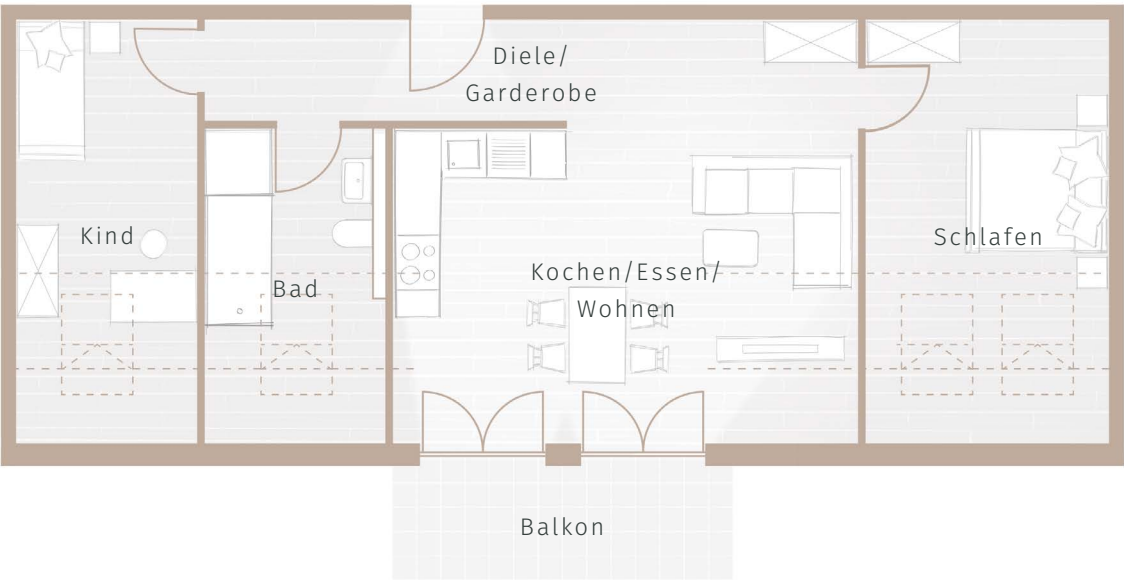 Diele/
Garderobe
Kind
Bad
Kochen/Essen/
Wohnen
Schlafen
Balkon